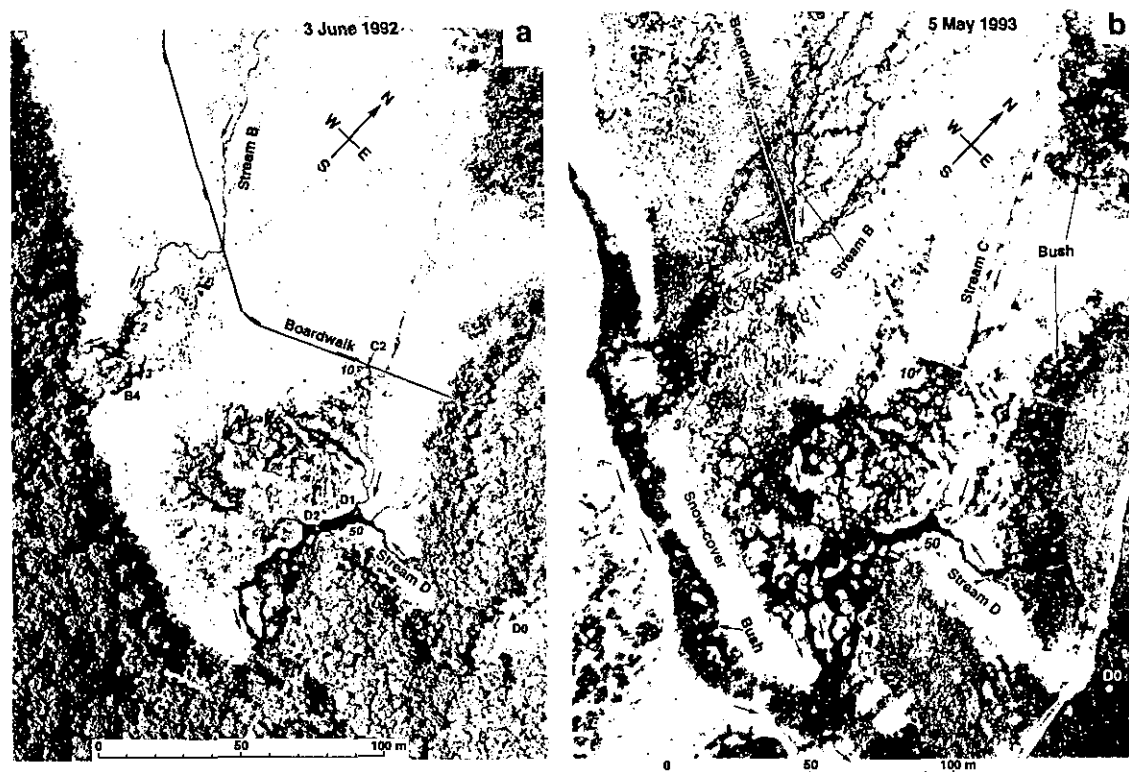 3 June 1992
a
N
W
E
S
Stream B
2
3
B4
Boardwalk
C2
10
D1
D2
50
Stream D
D0
0 50 100 m
5 May 1993
b
Boardwalk
N
W
E
S
Stream B
Stream C
Bush
10
3
Snow-cover
50
Stream D
Bush
D0
0 50 100 m